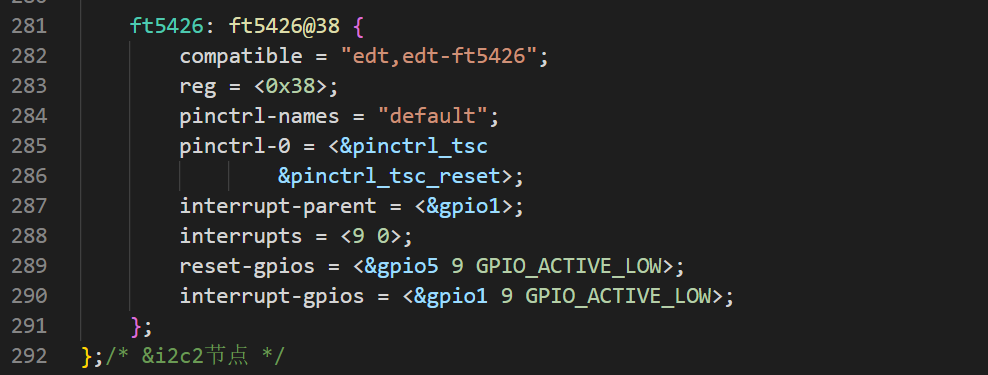 281 ft5426: ft5426@38 {
282 compatible = "edt,edt-ft5426";
283 reg = <0x38>;
284 pinctrl-names = "default";
285 pinctrl-0 = <&pinctrl_tsc
286 &pinctrl_tsc_reset>;
287 interrupt-parent = <&gpio1>;
288 interrupts = <9 0>;
289 reset-gpios = <&gpio5 9 GPIO_ACTIVE_LOW>;
290 interrupt-gpios = <&gpio1 9 GPIO_ACTIVE_LOW>;
291 };
292 };/* &i2c2节点 */